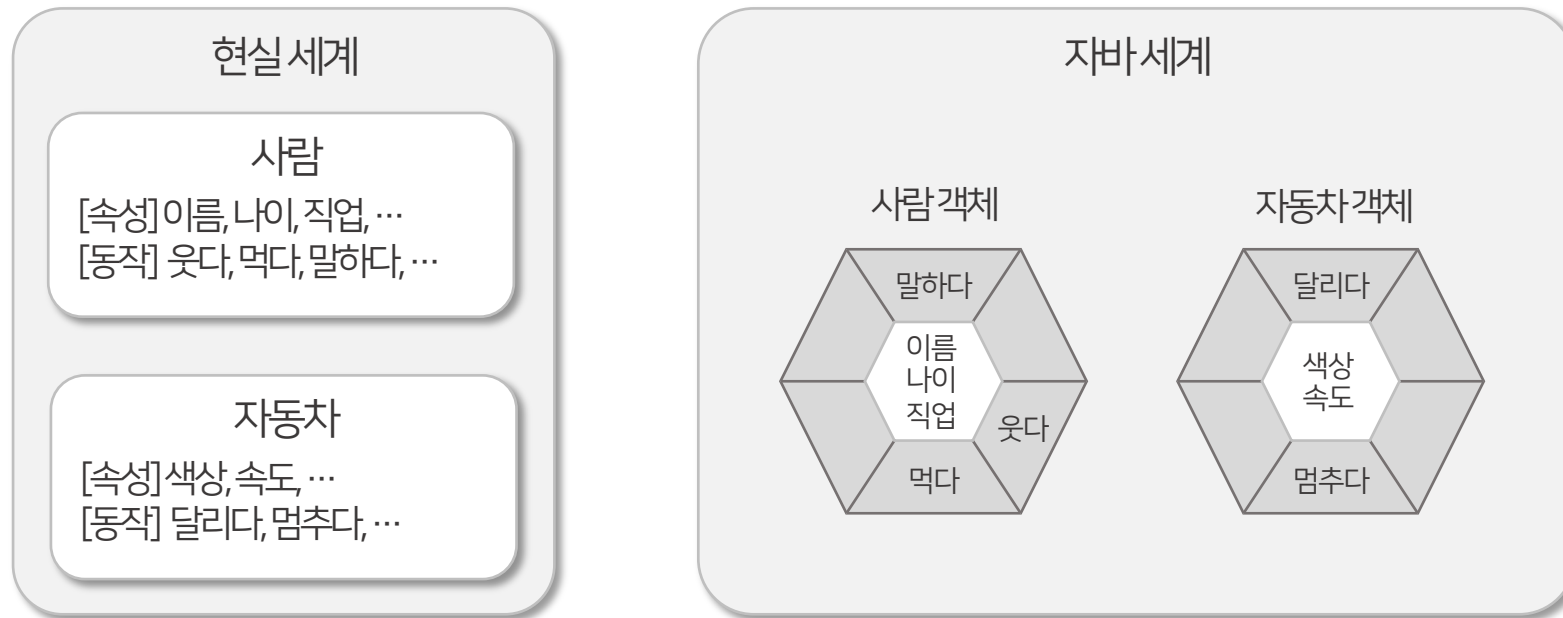 현실 세계
사람
[속성] 이름, 나이, 직업, …
[동작] 웃다, 먹다, 말하다, …
자동차
[속성] 색상, 속도, …
[동작] 달리다, 멈추다, …
자바 세계
사람 객체
말하다
이름
나이
직업
웃다
먹다
자동차 객체
달리다
색상
속도
멈추다